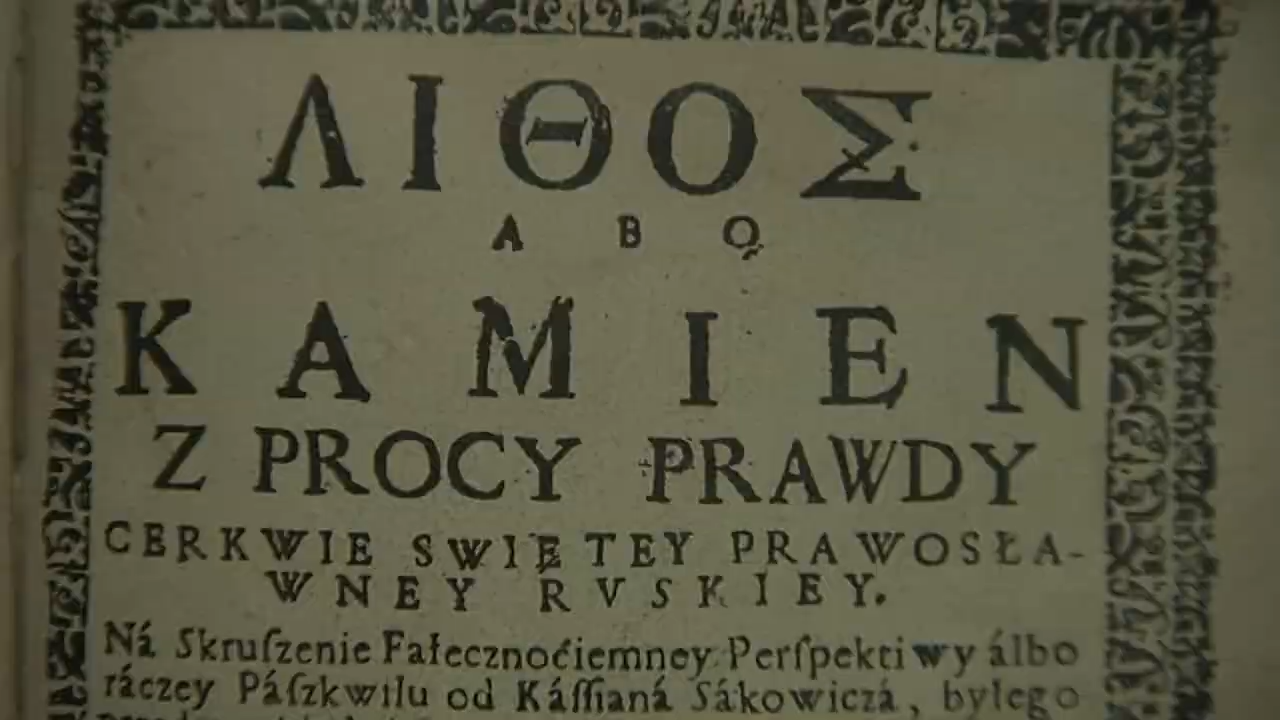 ΛΙΘΟΣ
ABO
KAMIEN
Z PROCY PRAWDY
CERKWIE SWIĘTEY PRAWOSŁA-
WNEY RVSKIEY.
Ná Skruſzenie Fałecznoćiemney Perſpektiwy álbo
ráczey Páſzkwilu od Káſſianá Sákowiczá, byłego